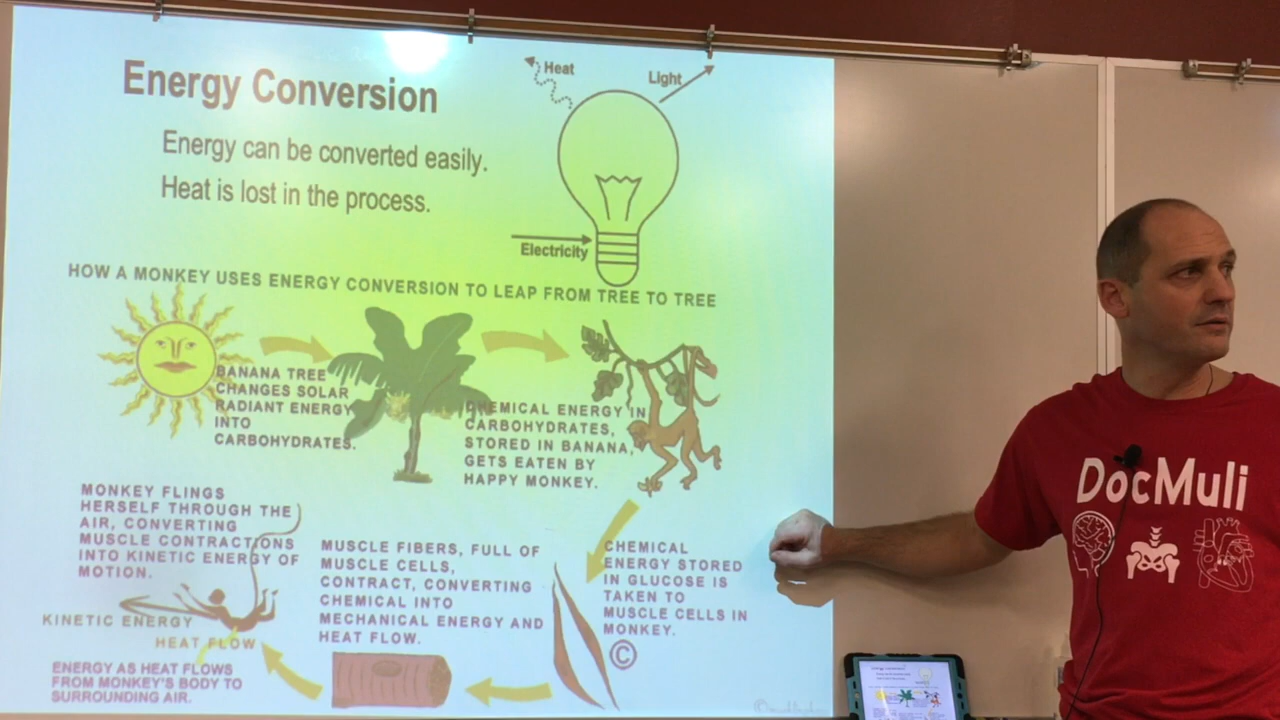 Energy Conversion
Energy can be converted easily.
Heat is lost in the process.
Heat
Light
Electricity
HOW A MONKEY USES ENERGY CONVERSION TO LEAP FROM TREE TO TREE
BANANA TREE
CHANGES SOLAR
RADIANT ENERGY
INTO
CARBOHYDRATES.
CHEMICAL ENERGY IN
CARBOHYDRATES,
STORED IN BANANA,
GETS EATEN BY
HAPPY MONKEY.
CHEMICAL
ENERGY STORED
IN GLUCOSE IS
TAKEN TO
MUSCLE CELLS IN
MONKEY.
©
MUSCLE FIBERS, FULL OF
MUSCLE CELLS,
CONTRACT, CONVERTING
CHEMICAL INTO
MECHANICAL ENERGY AND
HEAT FLOW.
MONKEY FLINGS
HERSELF THROUGH THE
AIR, CONVERTING
MUSCLE CONTRACTIONS
INTO KINETIC ENERGY OF
MOTION.
KINETIC ENERGY
HEAT FLOW
ENERGY AS HEAT FLOWS
FROM MONKEY'S BODY TO
SURROUNDING AIR.
DocMuli
Energy Conversion